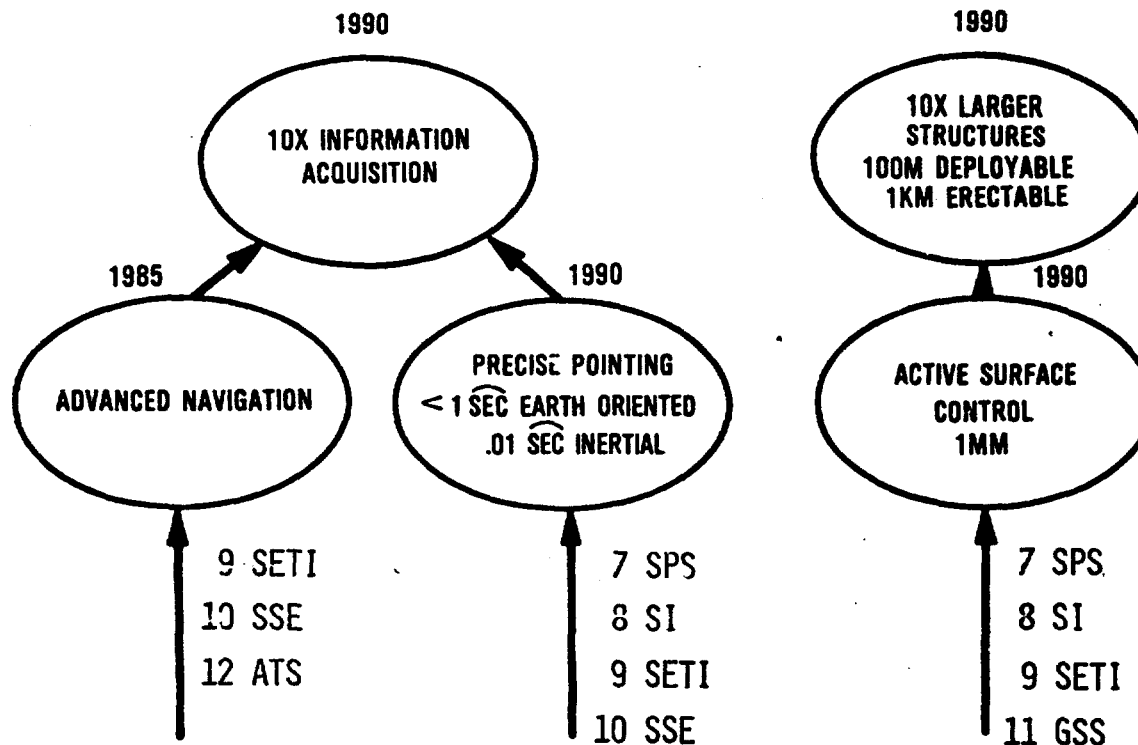 1990
10X INFORMATION
ACQUISITION
1990
10X LARGER
STRUCTURES
100M DEPLOYABLE
1KM ERECTABLE
1985
ADVANCED NAVIGATION
1990
PRECISE POINTING
< 1 SEC EARTH ORIENTED
.01 SEC INERTIAL
1990
ACTIVE SURFACE
CONTROL
1MM
9 SETI
10 SSE
12 ATS
7 SPS
8 SI
9 SETI
10 SSE
7 SPS
8 SI
9 SETI
11 GSS